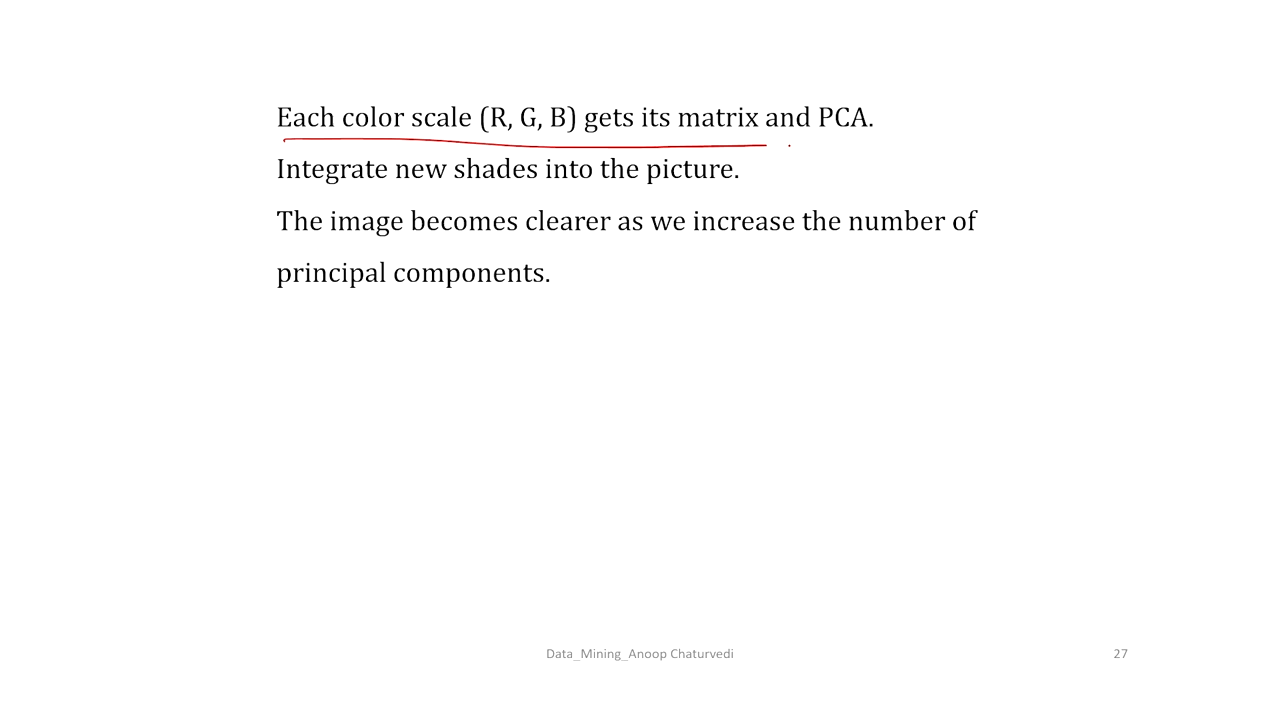 Each color scale (R, G, B) gets its matrix and PCA.
Integrate new shades into the picture.
The image becomes clearer as we increase the number of
principal components.
Data_Mining_Anoop Chaturvedi
27